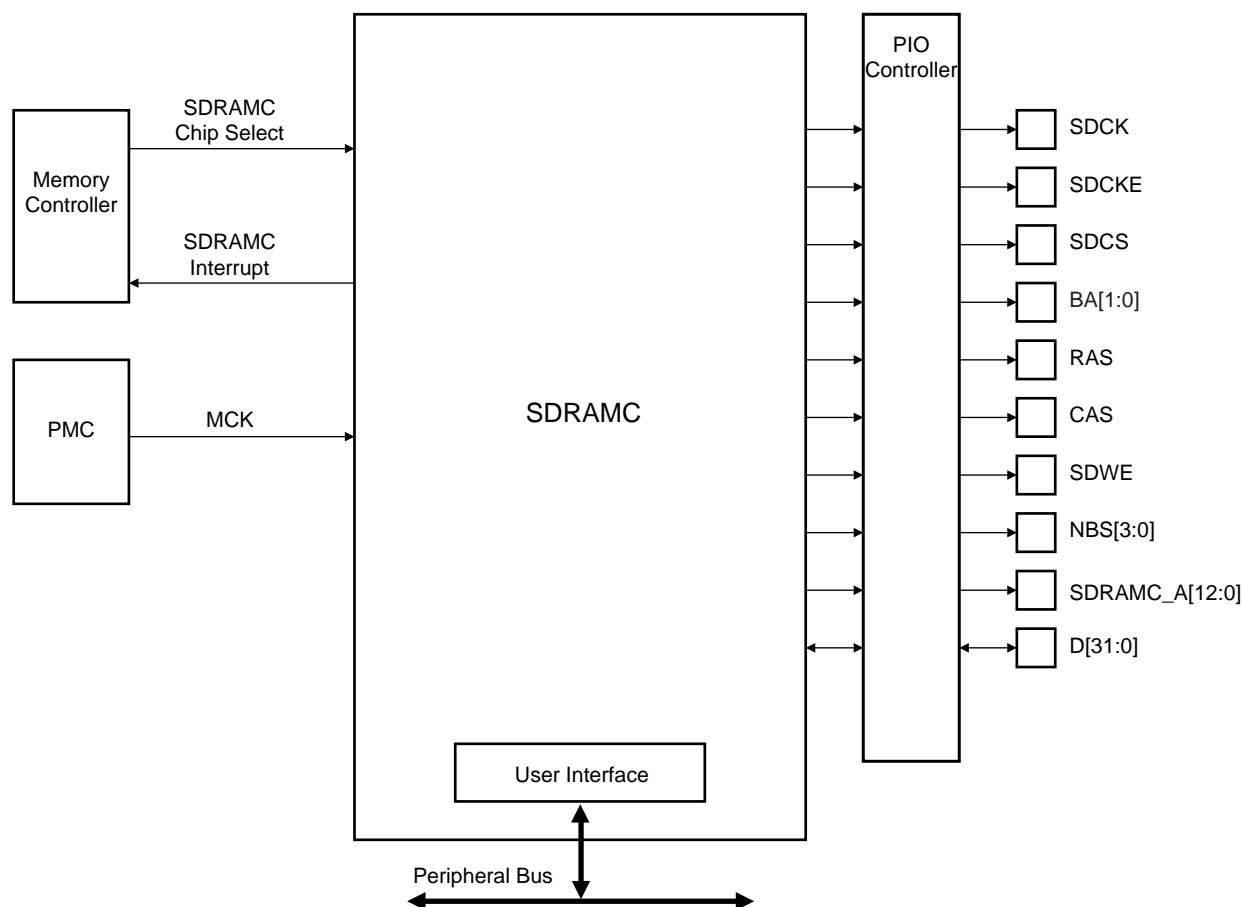 PIO
Controller
SDRAMC
Chip Select
Memory
Controller
SDRAMC
Interrupt
PMC
MCK
SDRAMC
SDCK
SDCKE
SDCS
BA[1:0]
RAS
CAS
SDWE
NBS[3:0]
SDRAMC_A[12:0]
D[31:0]
User Interface
Peripheral Bus